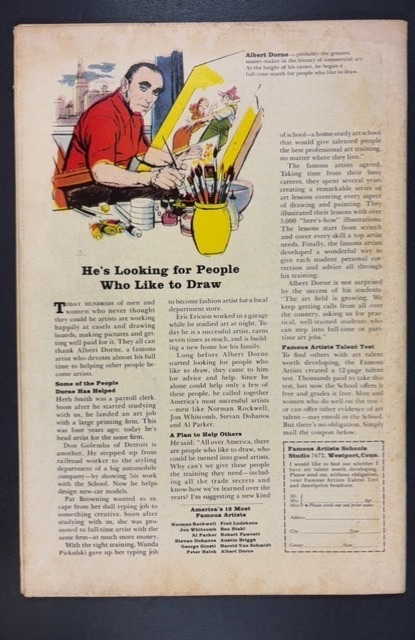 Albert Dorne—probably the greatest
money-maker in the history of commercial art.
At the height of his career, he began a
full-time search for people who like to draw.
He's Looking for People
Who Like to Draw
TODAY HUNDREDS of men and
women who never thought
they could be artists are working
happily at easels and drawing
boards, making pictures and get-
ting well paid for it. They all can
thank Albert Dorne, a famous
artist who devotes almost his full
time to helping other people be-
come artists.
Some of the People
Dorne Has Helped
Herb Smith was a payroll clerk.
Soon after he started studying
with us, he landed an art job
with a large printing firm. This
was four years ago; today he's
head artist for the same firm.
Don Golemba of Detroit is
another. He stepped up from
railroad worker to the styling
department of a big automobile
company—by showing his work
with the School. Now he helps
design new-car models.
Pat Browning wanted to es-
cape from her dull typing job to
something creative. Soon after
studying with us, she was pro-
moted to full-time artist with the
same firm—at much more money.
With the right training, Wanda
Pickulski gave up her typing job
to become fashion artist for a local
department store.
Eric Ericson worked in a garage
while he studied art at night. To-
day he is a successful artist, earns
seven times as much, and is build-
ing a new home for his family.
Long before Albert Dorne
started looking for people who
like to draw, they came to him
for advice and help. Since he
alone could help only a few of
these people, he called together
America's most successful artists
—men like Norman Rockwell,
Jon Whitcomb, Stevan Dohanos
and Al Parker.
A Plan to Help Others
He said: "All over America, there
are people who like to draw, who
could be turned into good artists.
Why can't we give these people
the training they need—includ-
ing all the trade secrets and
know-how we've learned over the
years? I'm suggesting a new kind
America's 12 Most
Famous Artists
Norman Rockwell
Jon Whitcomb
Al Parker
Stevan Dohanos
George Giusti
Peter Helck
Fred Ludekens
Ben Stahl
Robert Fawcett
Austin Briggs
Harold Von Schmidt
Albert Dorne
of school—a home study art school
that would give talented people
the best professional art training,
no matter where they live."
The famous artists agreed.
Taking time from their busy
careers, they spent several years
creating a remarkable series of
art lessons covering every aspect
of drawing and painting. They
illustrated their lessons with over
5,000 "here's-how" illustrations.
The lessons start from scratch
and cover every skill a top artist
needs. Finally, the famous artists
developed a wonderful way to
give each student personal cor-
rection and advice all through
his training.
Albert Dorne is not surprised
by the success of his students.
"The art field is growing. We
keep getting calls from all over
the country, asking us for prac-
tical, well-trained students who
can step into full-time or part-
time art jobs."
Famous Artists Talent Test
To find others with art talent
worth developing, the Famous
Artists created a 12-page talent
test. Thousands paid to take this
test, but now the School offers it
free and grades it free. Men and
women who do well on the test—
or can offer other evidence of art
talent—may enroll in the School.
But there's no obligation. Simply
mail the coupon below.
Famous Artists Schools
Studio 7672, Westport, Conn.
I would like to find out whether I
have art talent worth developing.
Please send me, without obligation,
your Famous Artists Talent Test
and descriptive brochure.
Mr.
Mrs.
Miss
Age
Please circle one and print name
Address
City
Zone
County
State